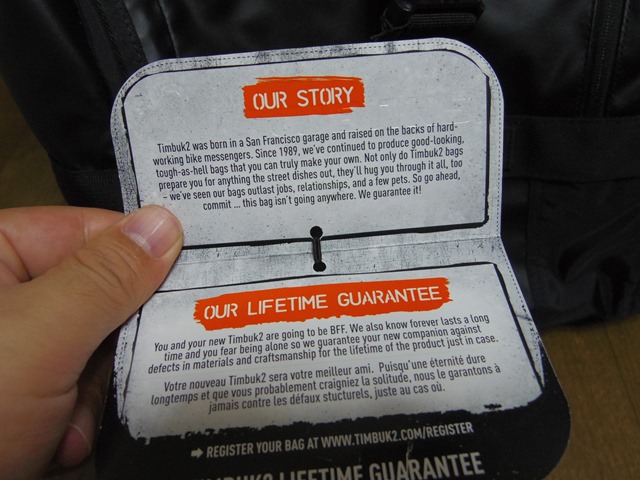 OUR STORY
Timbuk2 was born in a San Francisco garage and raised on the backs of hard-
working bike messengers. Since 1989, we've continued to produce good-looking,
tough-as-hell bags that you can truly make your own. Not only do Timbuk2 bags
prepare you for anything the street dishes out, they'll hug you through it all, too
– we've seen our bags outlast jobs, relationships, and a few pets. So go ahead,
commit ... this bag isn't going anywhere. We guarantee it!
OUR LIFETIME GUARANTEE
You and your new Timbuk2 are going to be BFF. We also know forever lasts a long
time and you fear being alone so we guarantee your new companion against
defects in materials and craftsmanship for the lifetime of the product just in case.
Votre nouveau Timbuk2 sera votre meilleur ami. Puisqu'une éternité dure
longtemps et que vous probablement craigniez la solitude, nous le garantons à
jamais contre les défaux stucturels, juste au cas où.
➡ REGISTER YOUR BAG AT WWW.TIMBUK2.COM/REGISTER
LIFETIME GUARANTEE